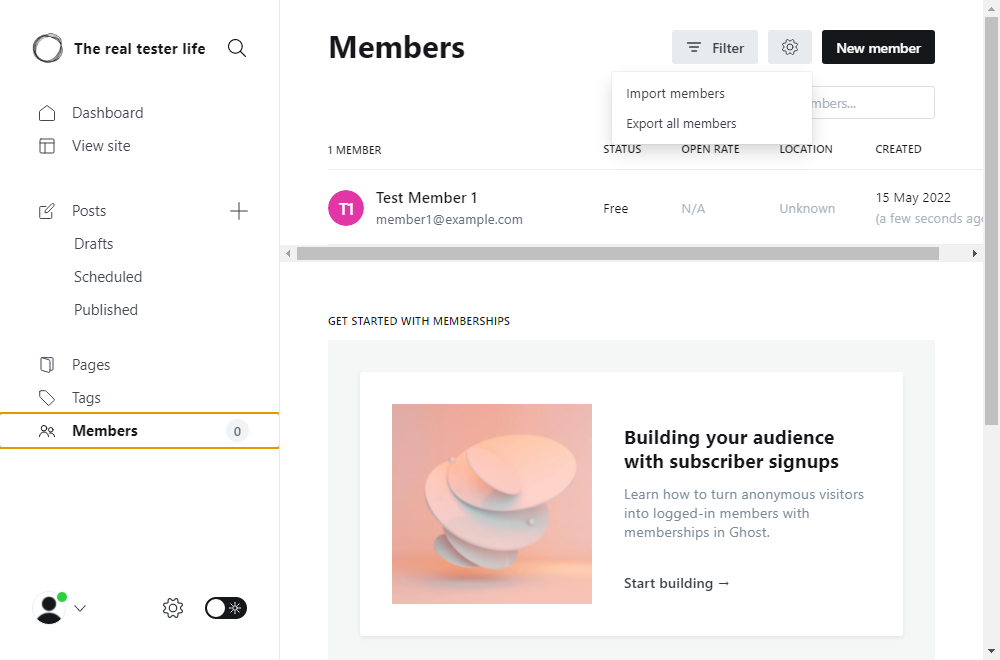 The real tester life
Dashboard
View site
Posts
Drafts
Scheduled
Published
Pages
Tags
Members 0
Members
Filter
New member
Import members
Export all members
1 MEMBER STATUS OPEN RATE LOCATION CREATED
T1 Test Member 1
member1@example.com
Free N/A Unknown
15 May 2022
(a few seconds
GET STARTED WITH MEMBERSHIPS
Building your audience
with subscriber signups
Learn how to turn anonymous visitors
into logged-in members with
memberships in Ghost.
Start building →